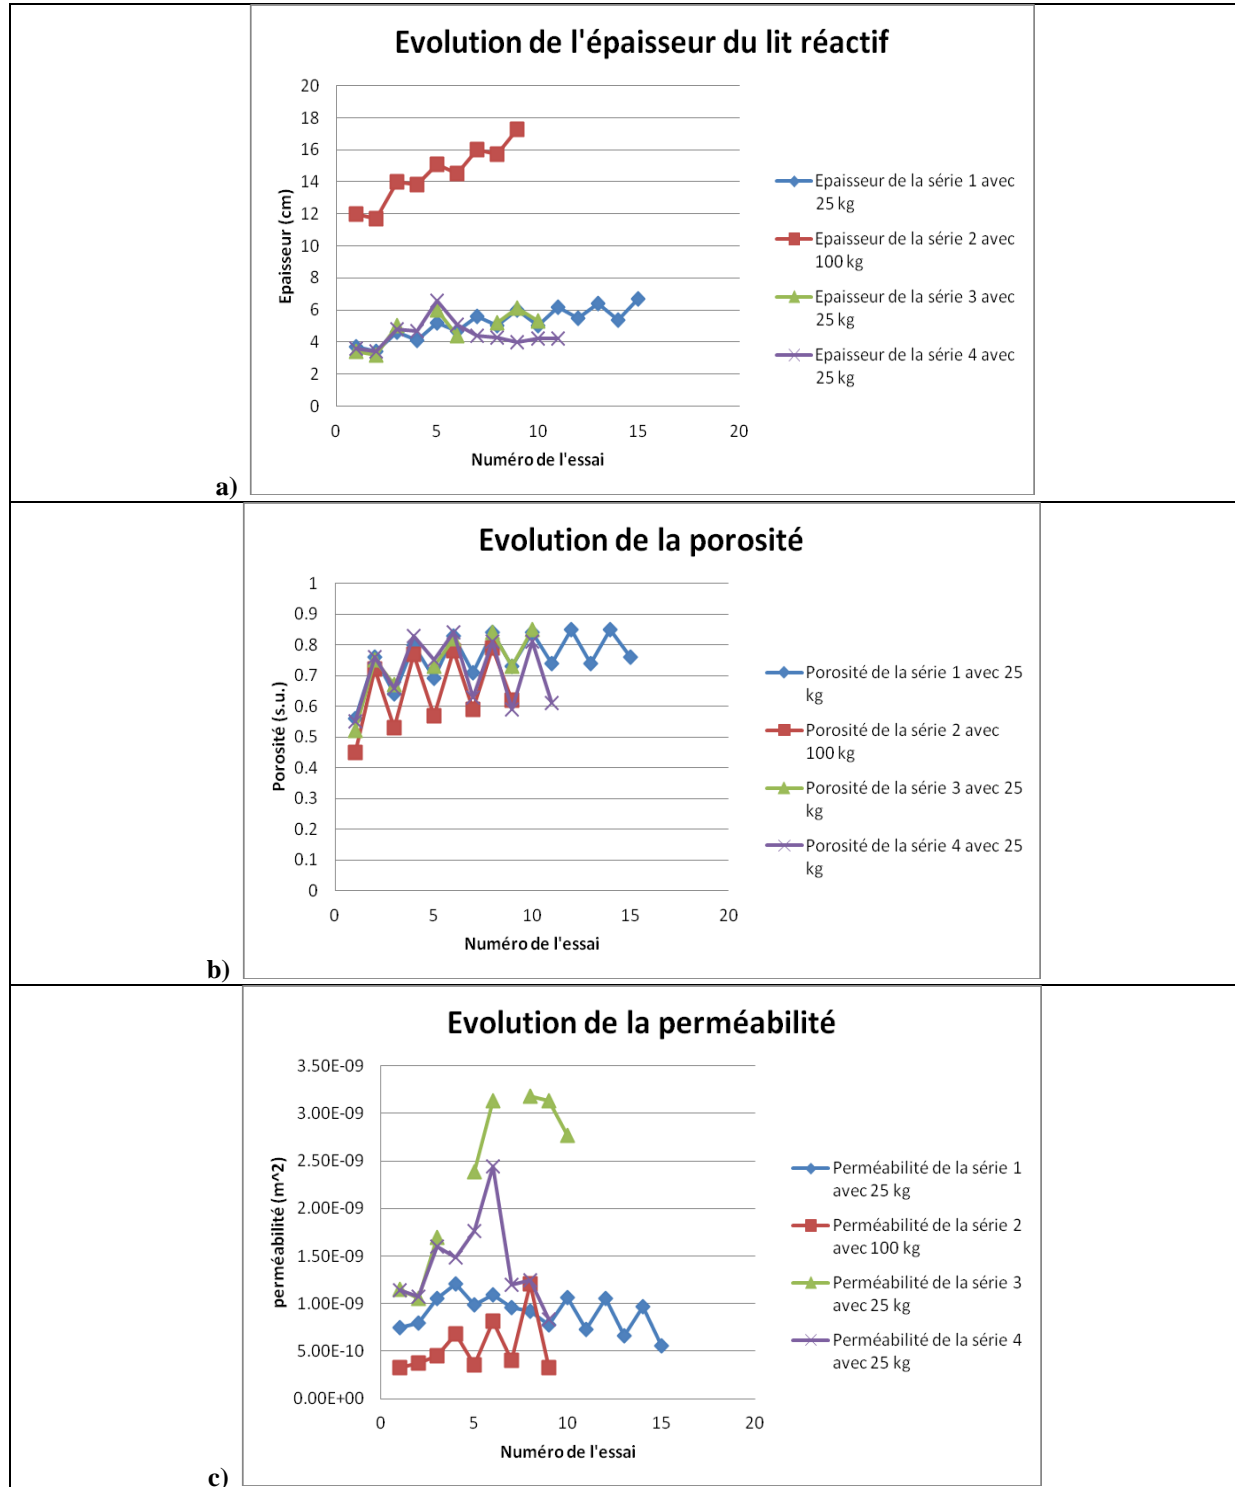 Evolution de l'épaisseur du lit réactif
20
18
16
14
12
10
8
6
4
2
0
Epaisseur (cm)
0 5 10 15 20
Numéro de l'essai
Epaisseur de la série 1 avec
25 kg
Epaisseur de la série 2 avec
100 kg
Epaisseur de la série 3 avec
25 kg
Epaisseur de la série 4 avec
25 kg
a)
Evolution de la porosité
1
0.9
0.8
0.7
0.6
0.5
0.4
0.3
0.2
0.1
0
Porosité (s.u.)
0 5 10 15 20
Numéro de l'essai
Porosité de la série 1 avec 25
kg
Porosité de la série 2 avec
100 kg
Porosité de la série 3 avec 25
kg
Porosité de la série 4 avec 25
kg
b)
Evolution de la perméabilité
3.50E-09
3.00E-09
2.50E-09
2.00E-09
1.50E-09
1.00E-09
5.00E-10
0.00E+00
perméabilité (m^2)
0 5 10 15 20
Numéro de l'essai
Perméabilité de la série 1
avec 25 kg
Perméabilité de la série 2
avec 100 kg
Perméabilité de la série 3
avec 25 kg
Perméabilité de la série 4
avec 25 kg
c)